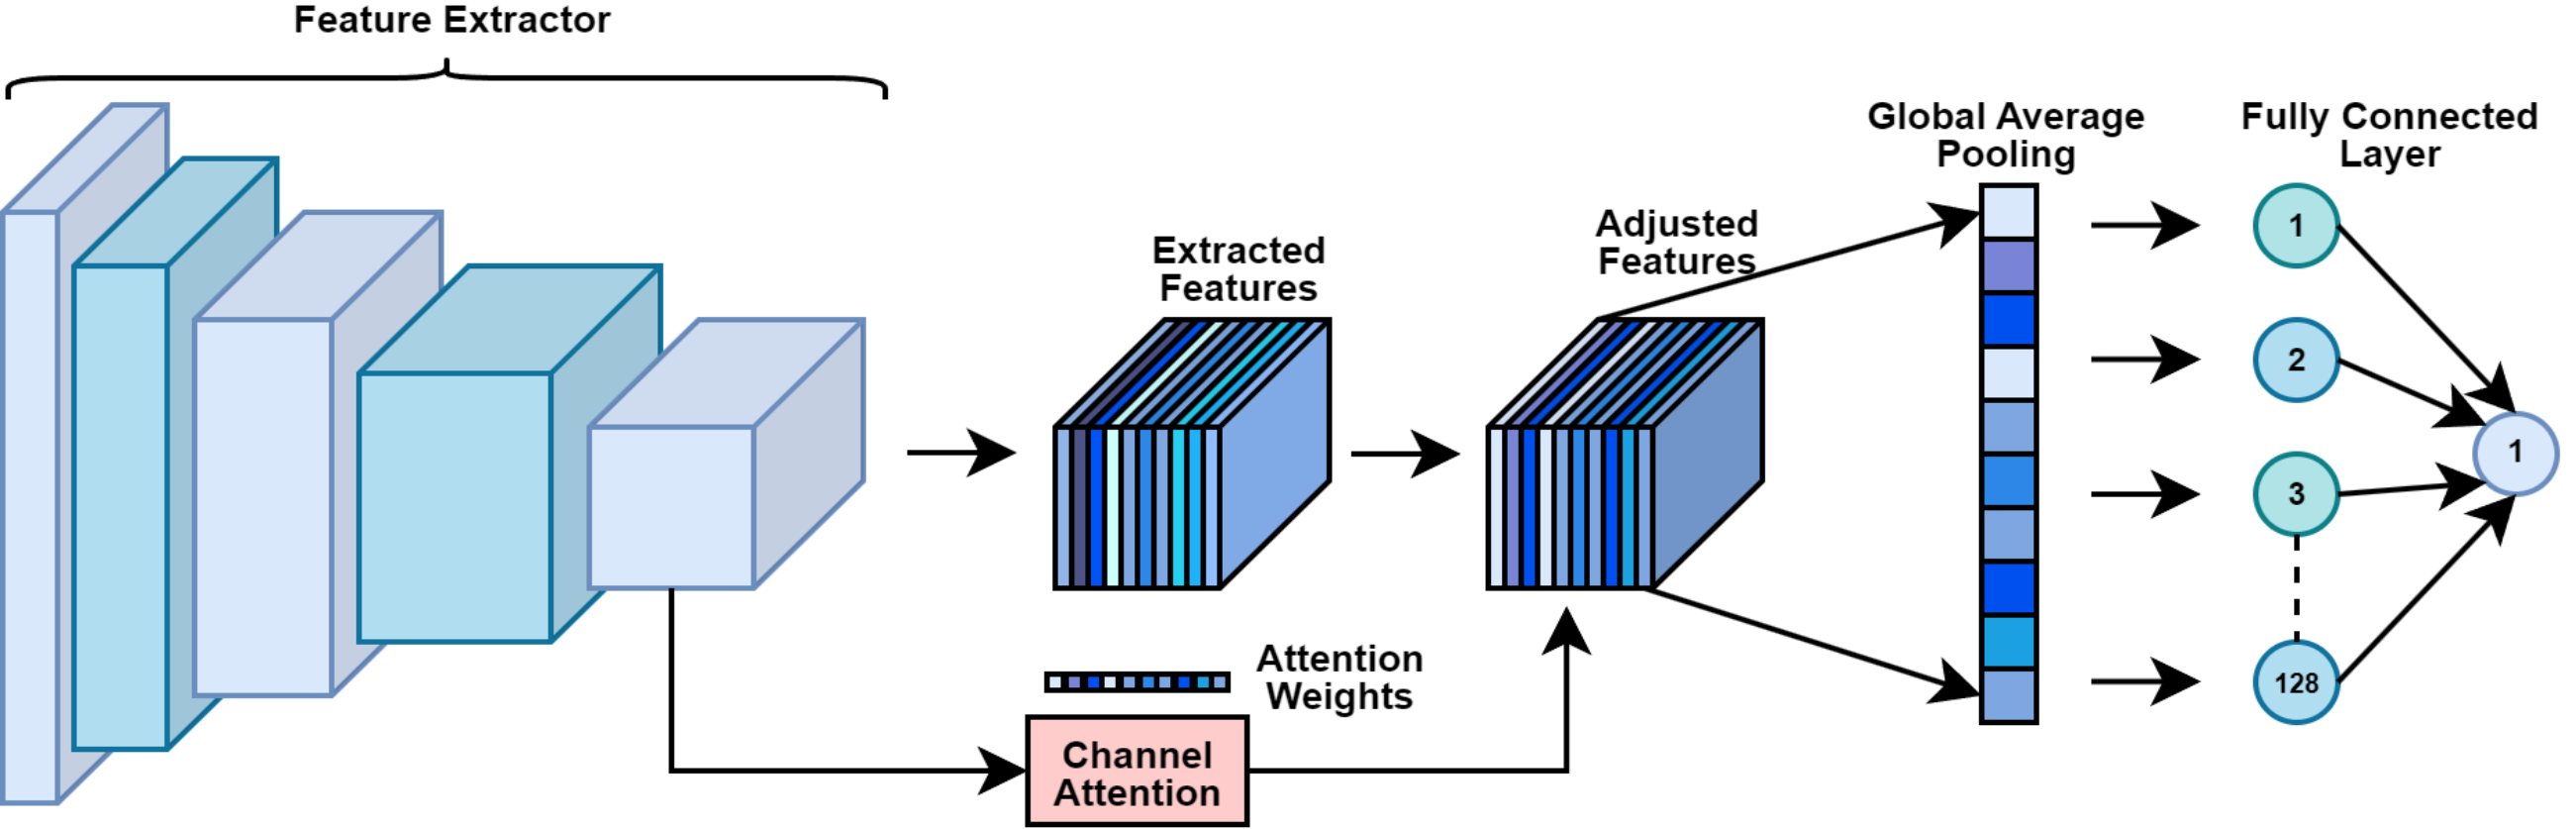 Feature Extractor
Extracted
Features
Adjusted
Features
Global Average
Pooling
Fully Connected
Layer
1
2
3
128
1
Attention
Weights
Channel
Attention